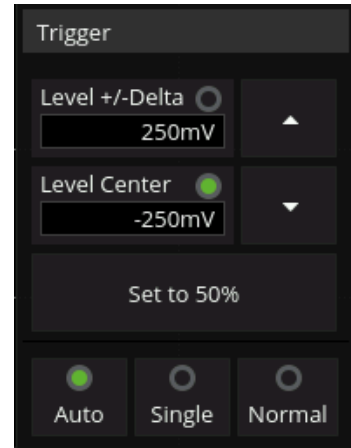 Trigger
Level +/-Delta
250mV
Level Center
-250mV
Set to 50%
Auto Single Normal